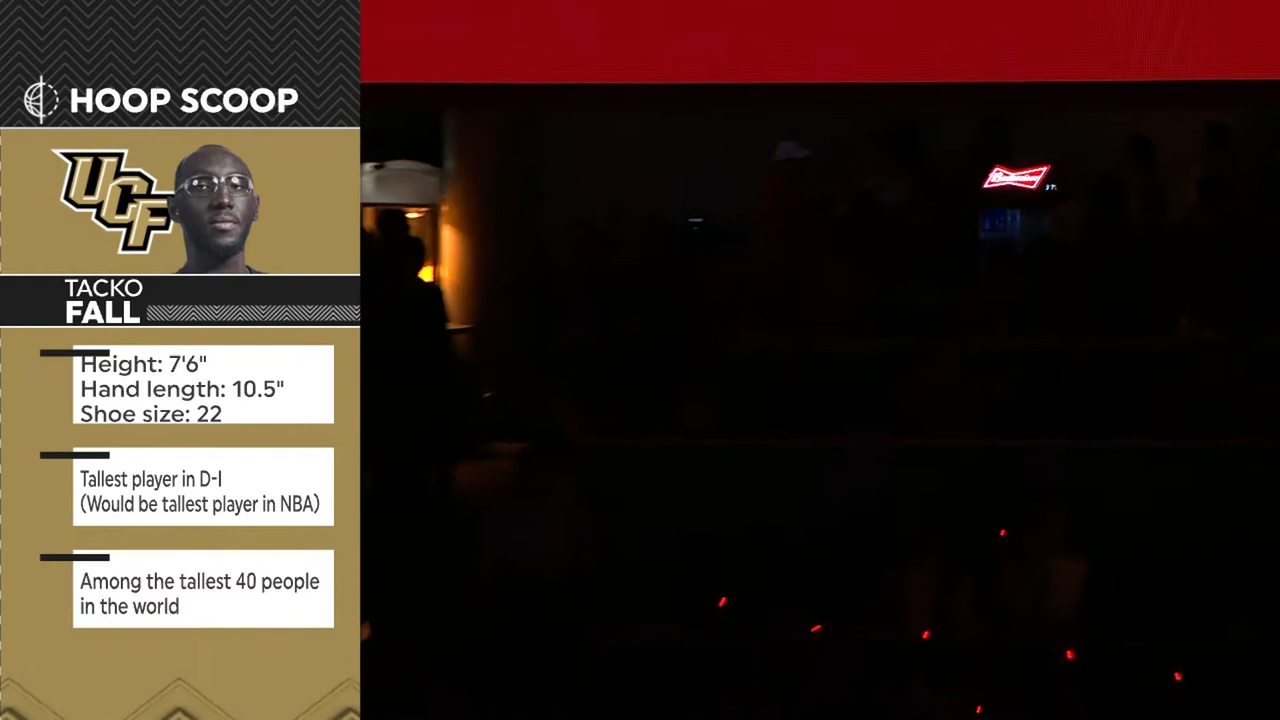 HOOP SCOOP
UCF
TACKO
FALL
Height: 7'6"
Hand length: 10.5"
Shoe size: 22
Tallest player in D-I
(Would be tallest player in NBA)
Among the tallest 40 people
in the world
Budweiser